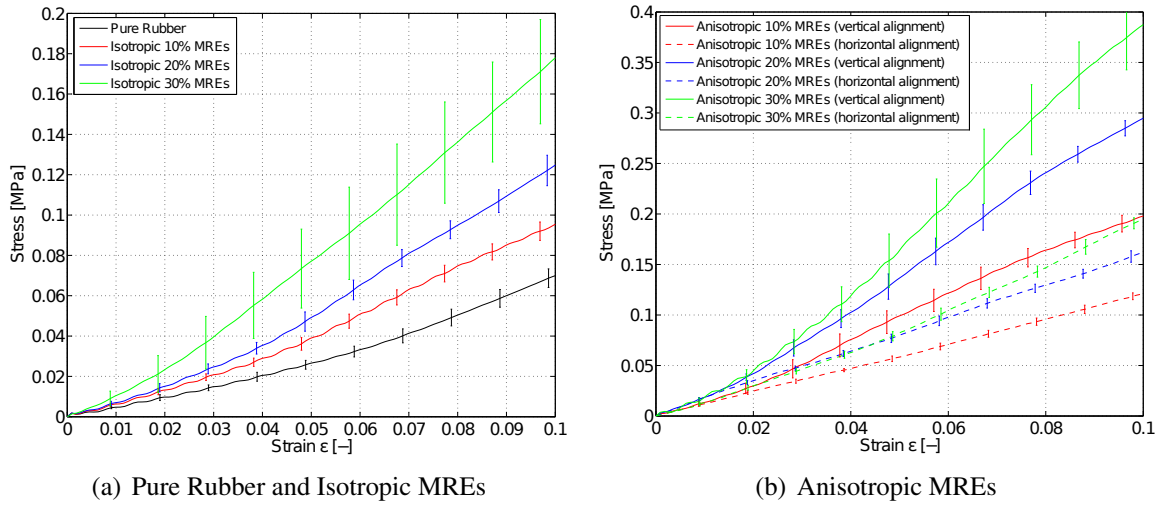 0.2
0.18
0.16
0.14
0.12
0.1
0.08
0.06
0.04
0.02
0
Stress [MPa]
Pure Rubber
Isotropic 10% MREs
Isotropic 20% MREs
Isotropic 30% MREs
0 0.01 0.02 0.03 0.04 0.05 0.06 0.07 0.08 0.09 0.1
Strain ε [−]
(a) Pure Rubber and Isotropic MREs
0.4
0.35
0.3
0.25
0.2
0.15
0.1
0.05
0
Stress [MPa]
Anisotropic 10% MREs (vertical alignment)
Anisotropic 10% MREs (horizontal alignment)
Anisotropic 20% MREs (vertical alignment)
Anisotropic 20% MREs (horizontal alignment)
Anisotropic 30% MREs (vertical alignment)
Anisotropic 30% MREs (horizontal alignment)
0 0.02 0.04 0.06 0.08 0.1
Strain ε [−]
(b) Anisotropic MREs